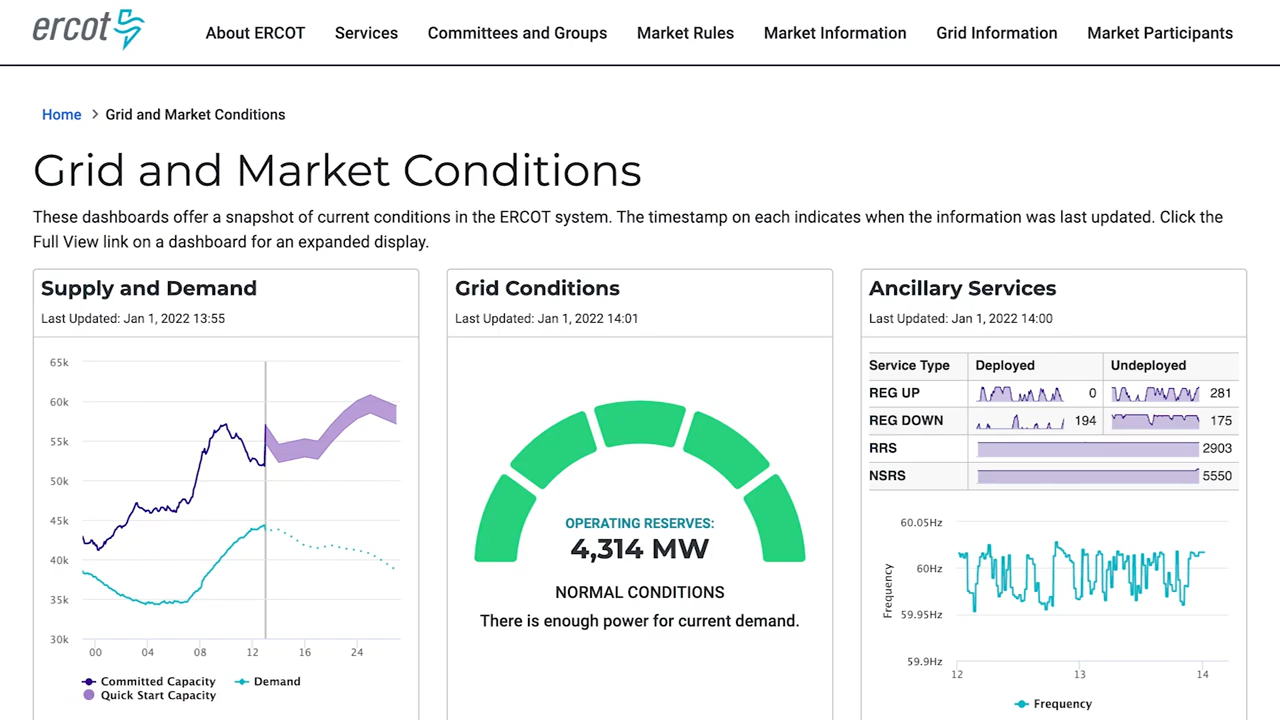 ercot
About ERCOT Services Committees and Groups Market Rules Market Information Grid Information Market Participants
Home > Grid and Market Conditions
Grid and Market Conditions
These dashboards offer a snapshot of current conditions in the ERCOT system. The timestamp on each indicates when the information was last updated. Click the
Full View link on a dashboard for an expanded display.
Supply and Demand
Last Updated: Jan 1, 2022 13:55
65k
60k
55k
50k
45k
40k
35k
30k
00 04 08 12 16 24
Committed Capacity Demand
Quick Start Capacity
Grid Conditions
Last Updated: Jan 1, 2022 14:01
OPERATING RESERVES:
4,314 MW
NORMAL CONDITIONS
There is enough power for current demand.
Ancillary Services
Last Updated: Jan 1, 2022 14:00
Service Type Deployed Undeployed
REG UP 0 281
REG DOWN 194 175
RRS 2903
NSRS 5550
Frequency
60.05Hz
60Hz
59.95Hz
59.9Hz
12 13 14
Frequency